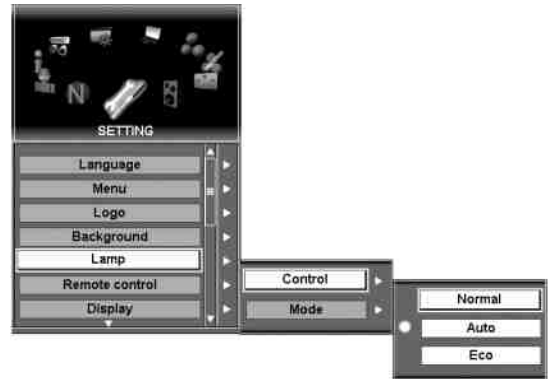 N
SETTING
Language
Menu
Logo
Background
Lamp
Remote control
Display
Control
Mode
Normal
Auto
Eco